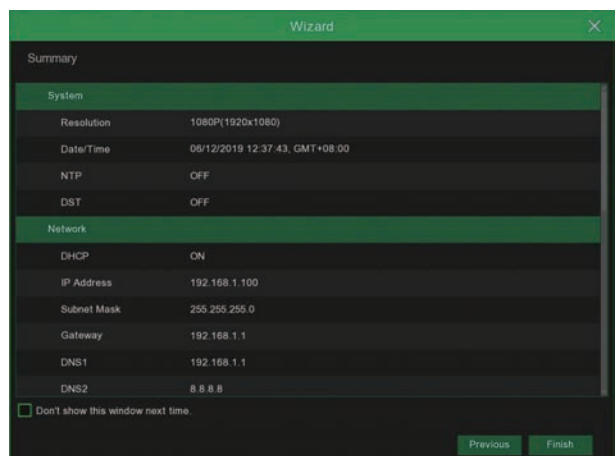 Wizard
Summary
System
Resolution 1080P(1920x1080)
Date/Time 06/12/2019 12:37:43, GMT+08:00
NTP OFF
DST OFF
Network
DHCP ON
IP Address 192.168.1.100
Subnet Mask 255.255.255.0
Gateway 192.168.1.1
DNS1 192.168.1.1
DNS2 8.8.8.8
Don't show this window next time.
Previous Finish